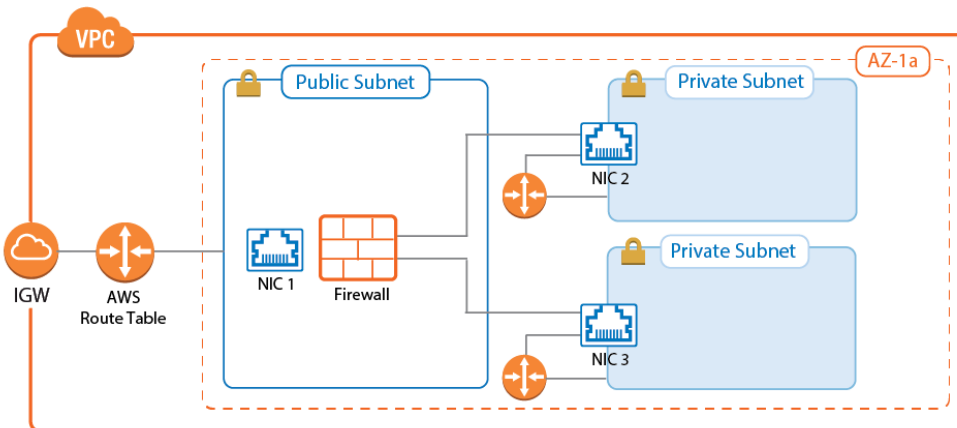 VPC
AZ-1a
Public Subnet
Private Subnet
NIC 2
Private Subnet
NIC 1
Firewall
IGW
AWS
Route Table
NIC 3